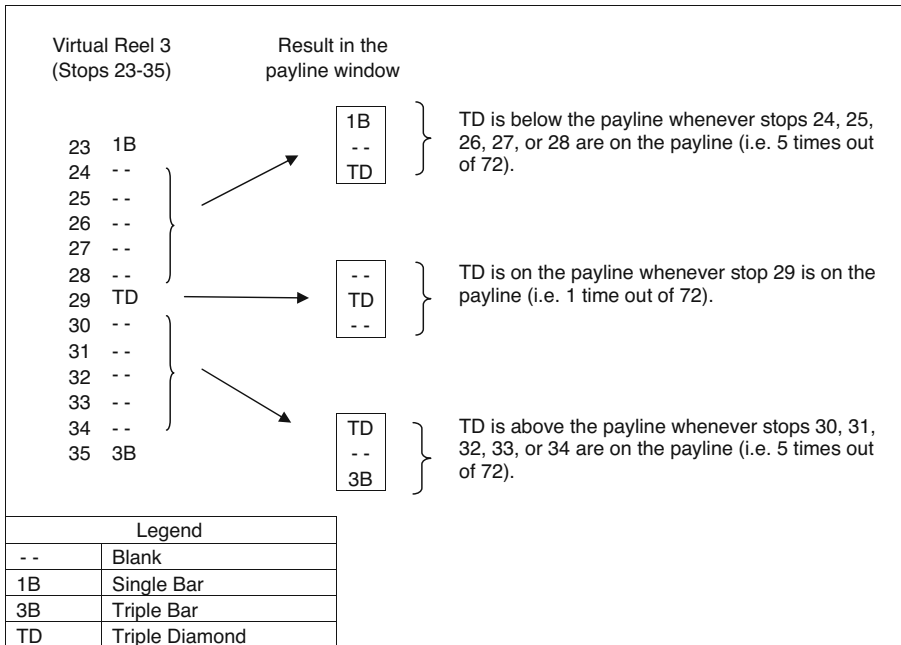 Virtual Reel 3
(Stops 23-35)
Result in the
payline window
23 1B
24 - -
25 - -
26 - -
27 - -
28 - -
29 TD
30 - -
31 - -
32 - -
33 - -
34 - -
35 3B
1B
- -
TD
TD is below the payline whenever stops 24, 25,
26, 27, or 28 are on the payline (i.e. 5 times out
of 72).
- -
TD
- -
TD is on the payline whenever stop 29 is on the
payline (i.e. 1 time out of 72).
TD
- -
3B
TD is above the payline whenever stops 30, 31,
32, 33, or 34 are on the payline (i.e. 5 times out
of 72).
Legend
- - Blank
1B Single Bar
3B Triple Bar
TD Triple Diamond